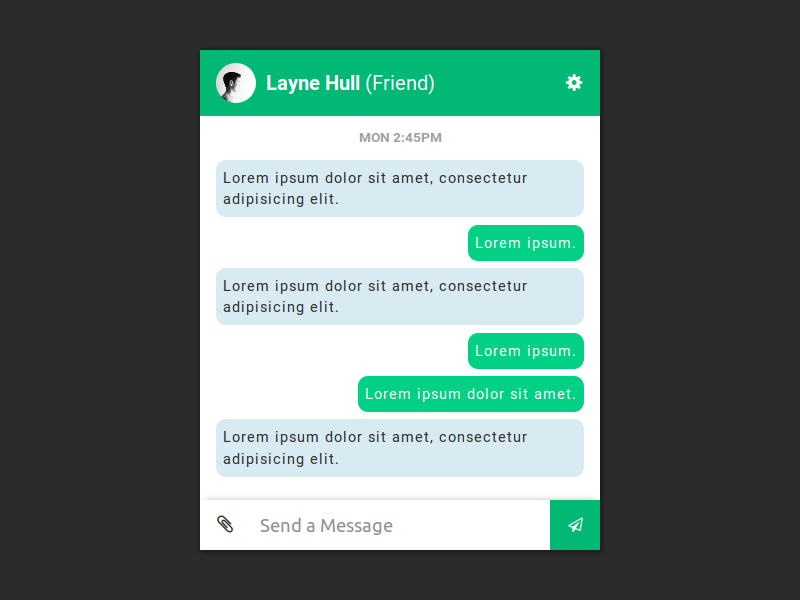 Layne Hull (Friend)
MON 2:45PM
Lorem ipsum dolor sit amet, consectetur
adipisicing elit.
Lorem ipsum.
Lorem ipsum dolor sit amet, consectetur
adipisicing elit.
Lorem ipsum.
Lorem ipsum dolor sit amet.
Lorem ipsum dolor sit amet, consectetur
adipisicing elit.
Send a Message